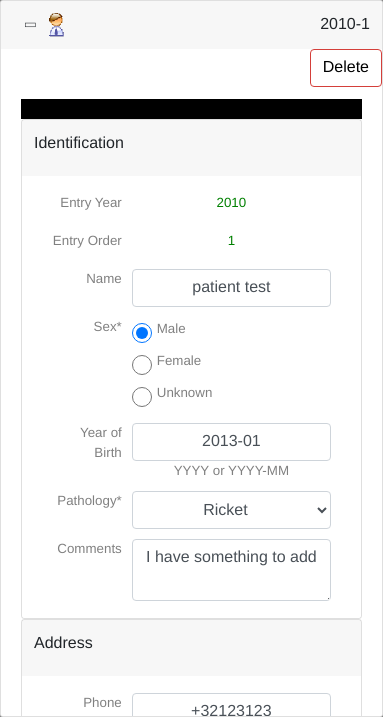 2010-1
Delete
Identification
Entry Year 2010
Entry Order 1
Name patient test
Sex* Male
Female
Unknown
Year of
Birth 2013-01
YYYY or YYYY-MM
Pathology* Ricket
Comments I have something to add
Address
Phone +32123123